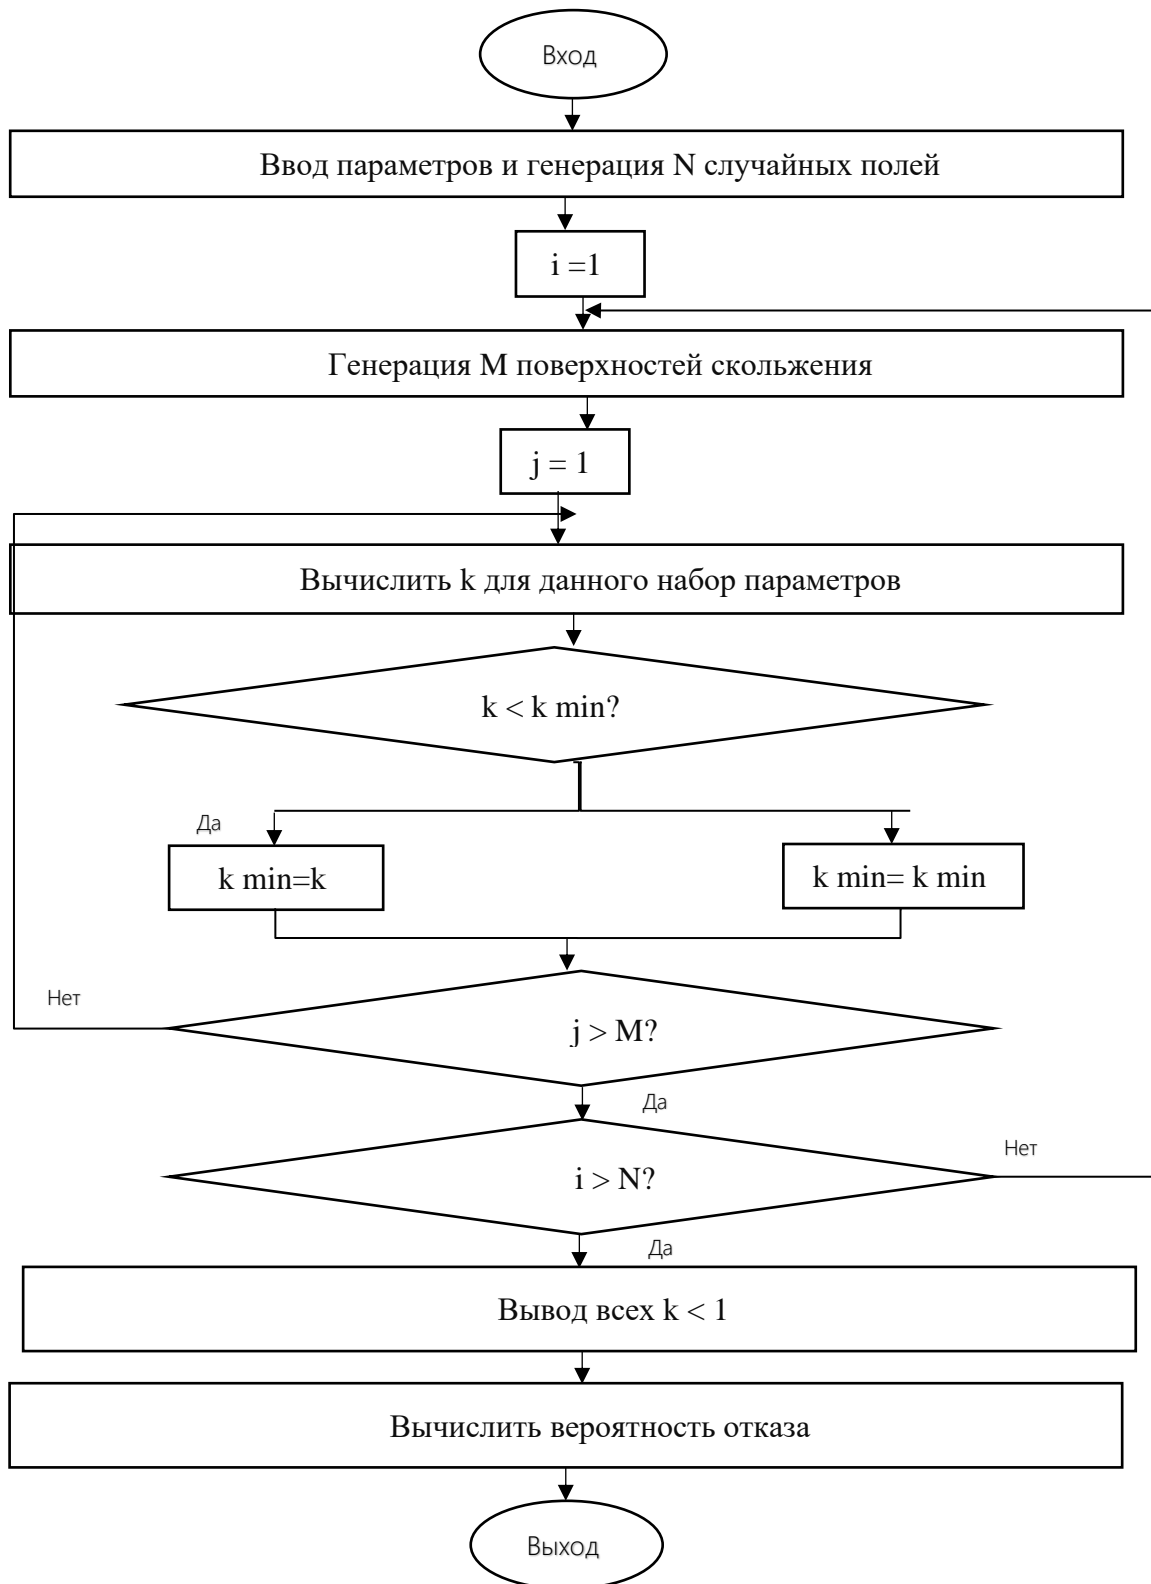 Вход
Ввод параметров и генерация N случайных полей
i =1
Генерация M поверхностей скольжения
j = 1
Вычислить k для данного набор параметров
k < k min?
Да
k min=k
k min= k min
Нет
j > M?
Да
Нет
i > N?
Да
Вывод всех k < 1
Вычислить вероятность отказа
Выход